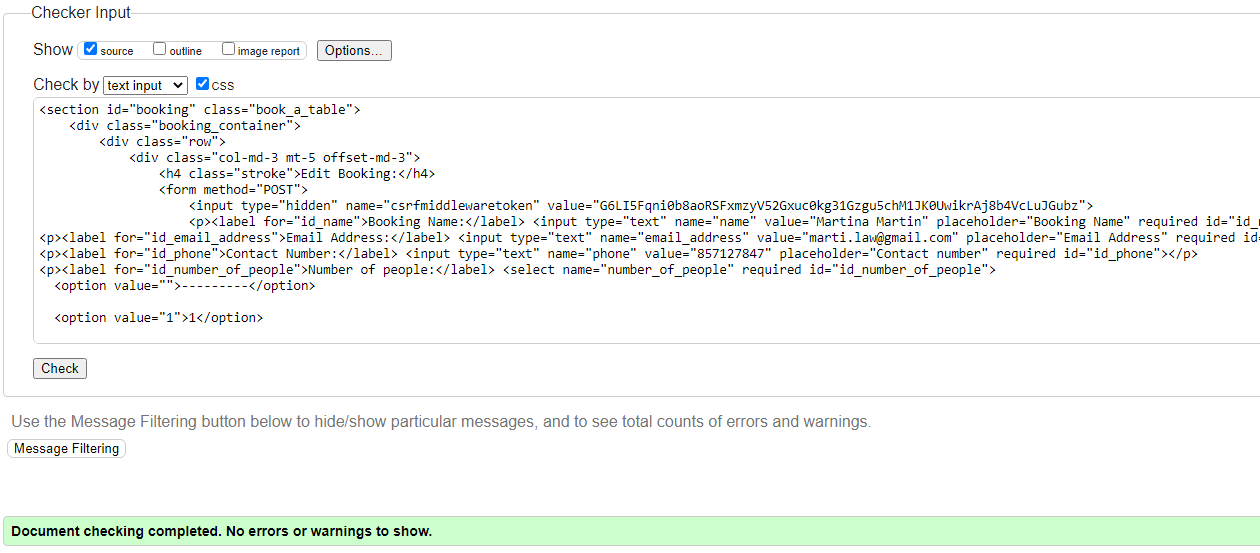 Checker Input
Show source outline image report Options...
Check by text input css
<section id="booking" class="book_a_table">
<div class="booking_container">
<div class="row">
<div class="col-md-3 mt-5 offset-md-3">
<h4 class="stroke">Edit Booking:</h4>
<form method="POST">
<input type="hidden" name="csrfmiddlewaretoken" value="G6LI5Fqni0b8aoRSFxmzyV52Gxuc0kg31Gzgu5chM1JK0UwikrAj8b4VcLuJGubz">
<p><label for="id_name">Booking Name:</label> <input type="text" name="name" value="Martina Martin" placeholder="Booking Name" required id="id_
<p><label for="id_email_address">Email Address:</label> <input type="text" name="email_address" value="marti.law@gmail.com" placeholder="Email Address" required id=
<p><label for="id_phone">Contact Number:</label> <input type="text" name="phone" value="857127847" placeholder="Contact number" required id="id_phone"></p>
<p><label for="id_number_of_people">Number of people:</label> <select name="number_of_people" required id="id_number_of_people">
<option value="">---------</option>
<option value="1">1</option>
Check
Use the Message Filtering button below to hide/show particular messages, and to see total counts of errors and warnings.
Message Filtering
Document checking completed. No errors or warnings to show.